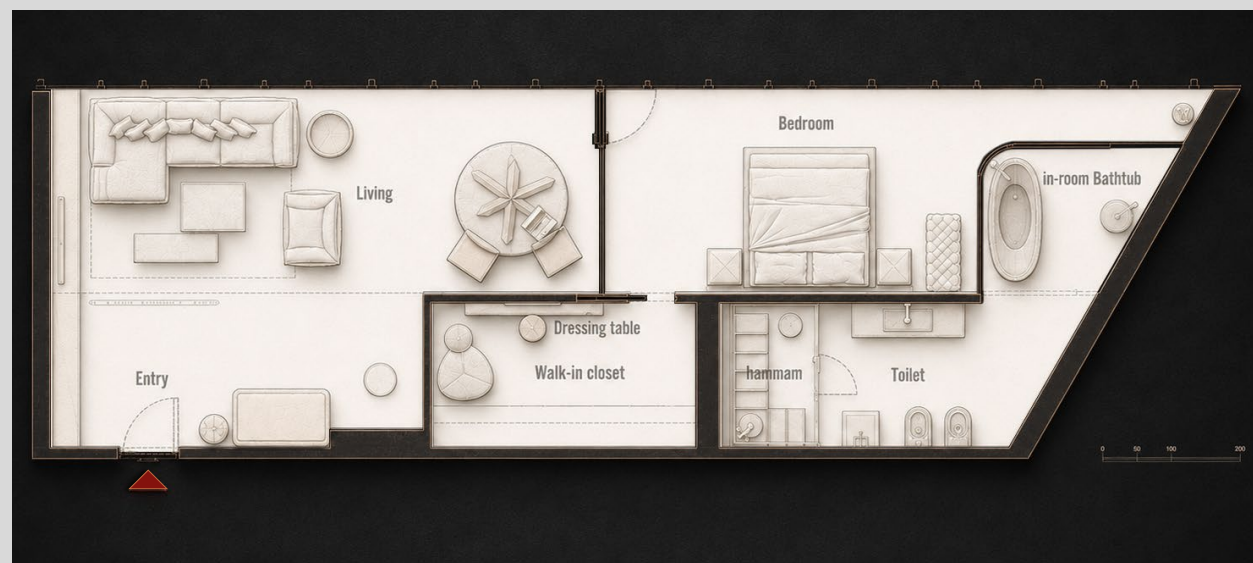 Bedroom
in-room Bathtub
Living
Dressing table
Walk-in closet
Entry
hammam
Toilet
0 50 100 200